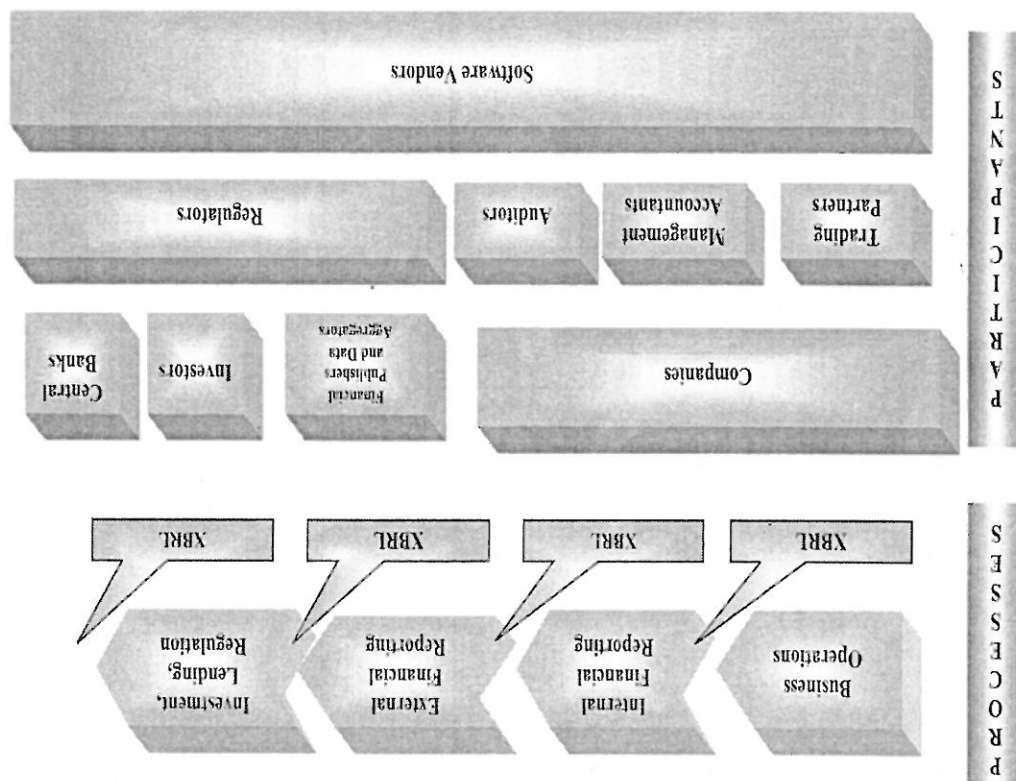 PROCESSES
Business
Operations
Internal
Financial
Reporting
External
Financial
Reporting
Investment,
Lending,
Regulation
XBRL
XBRL
XBRL
XBRL
PARTICIPANTS
Companies
Financial
Publishers
and Data
Aggregators
Investors
Central
Banks
Trading
Partners
Management
Accountants
Auditors
Regulators
Software Vendors